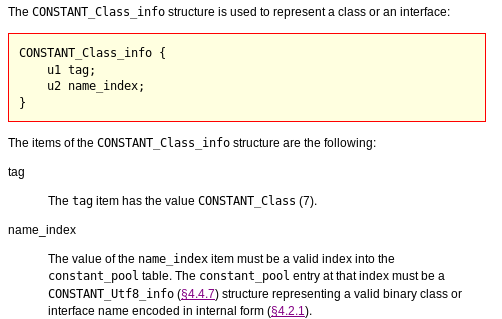 The CONSTANT_Class_info structure is used to represent a class or an interface:
CONSTANT_Class_info {
    u1 tag;
    u2 name_index;
}
The items of the CONSTANT_Class_info structure are the following:
tag
The tag item has the value CONSTANT_Class (7).
name_index
The value of the name_index item must be a valid index into the
constant_pool table. The constant_pool entry at that index must be a
CONSTANT_Utf8_info (§4.4.7) structure representing a valid binary class or
interface name encoded in internal form (§4.2.1).